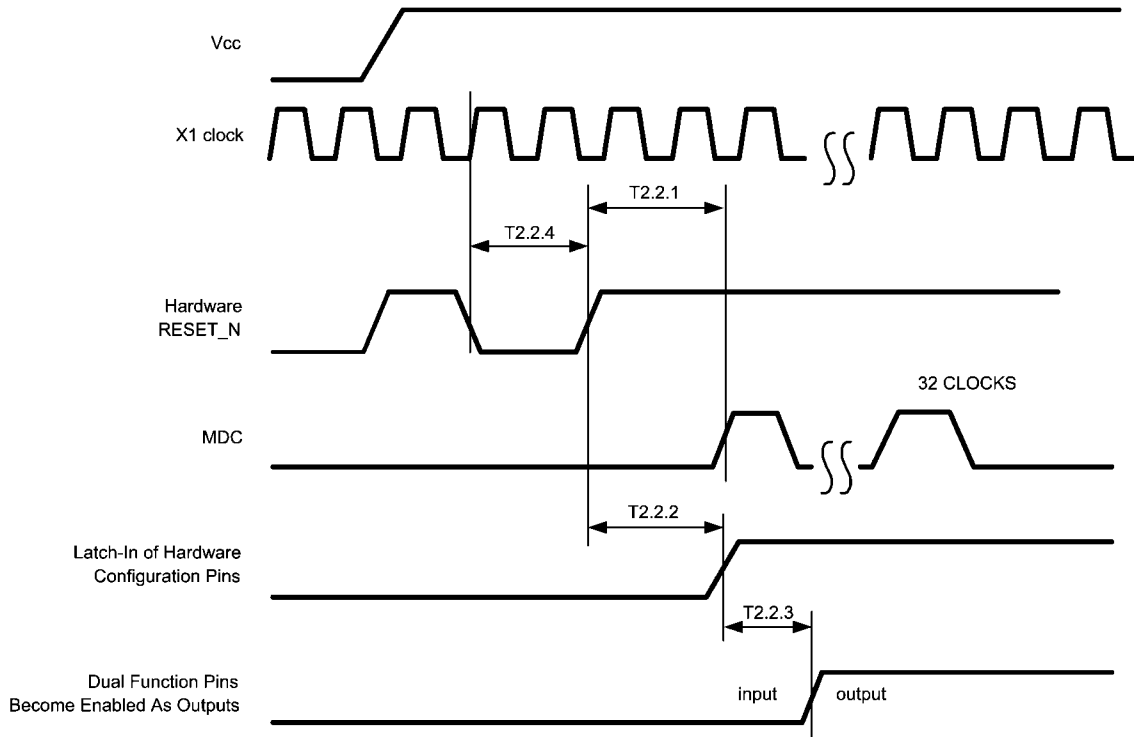 Vcc
X1 clock
T2.2.1
T2.2.4
Hardware
RESET_N
32 CLOCKS
MDC
T2.2.2
Latch-In of Hardware
Configuration Pins
T2.2.3
Dual Function Pins
Become Enabled As Outputs
input
output